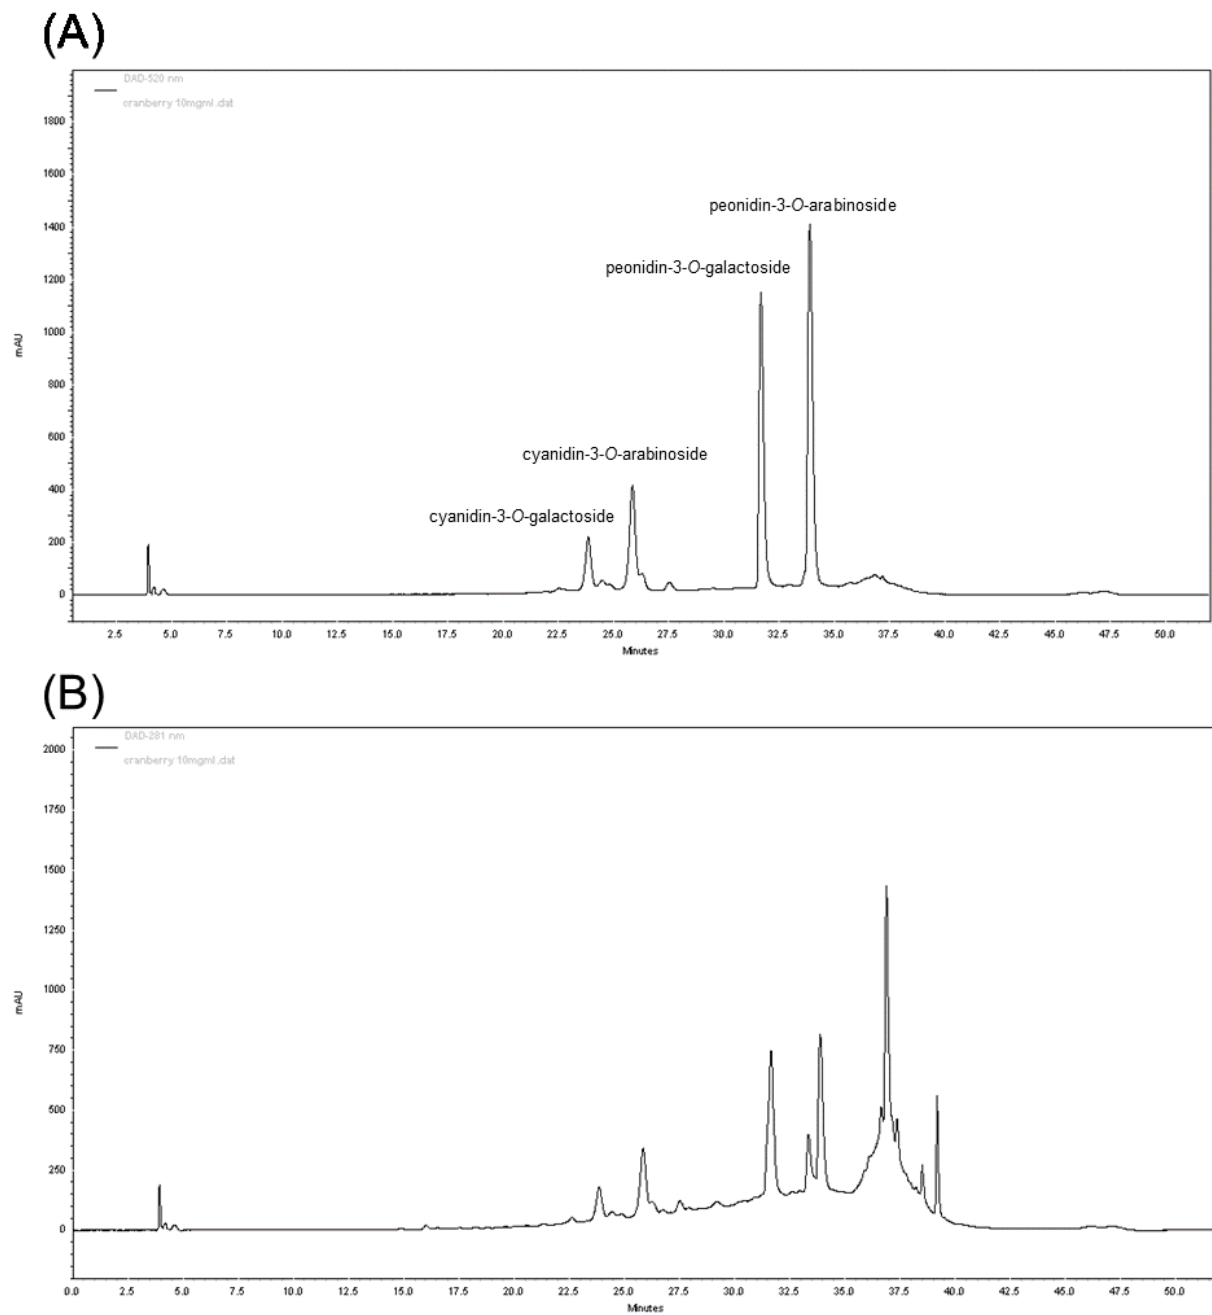 (A)
DAD-520 nm
cranberry 10mgml .dat
1800
1600
1400
1200
1000
800
600
400
200
0
mAU
peonidin-3-O-arabinoside
peonidin-3-O-galactoside
cyanidin-3-O-arabinoside
cyanidin-3-O-galactoside
2.5 5.0 7.5 10.0 12.5 15.0 17.5 20.0 22.5 25.0 27.5 30.0 32.5 35.0 37.5 40.0 42.5 45.0 47.5 50.0
Minutes
(B)
DAD-281 nm
cranberry 10mgml .dat
2000
1750
1500
1250
1000
750
500
250
0
mAU
0.0 2.5 5.0 7.5 10.0 12.5 15.0 17.5 20.0 22.5 25.0 27.5 30.0 32.5 35.0 37.5 40.0 42.5 45.0 47.5 50.0
Minutes